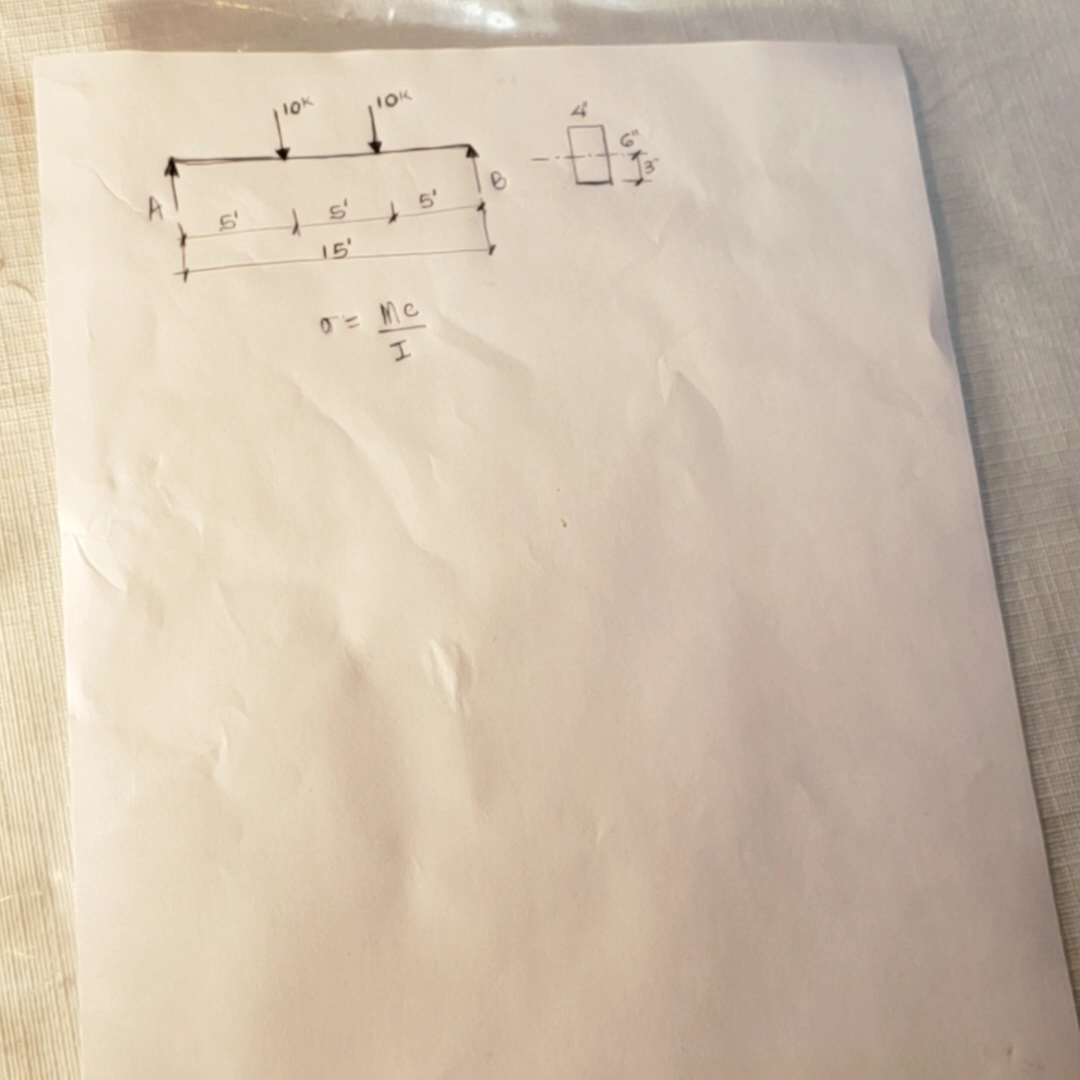 10K 10K 4"
6"
3"
A B
5' 5' 5'
15'
σ = Mc
I